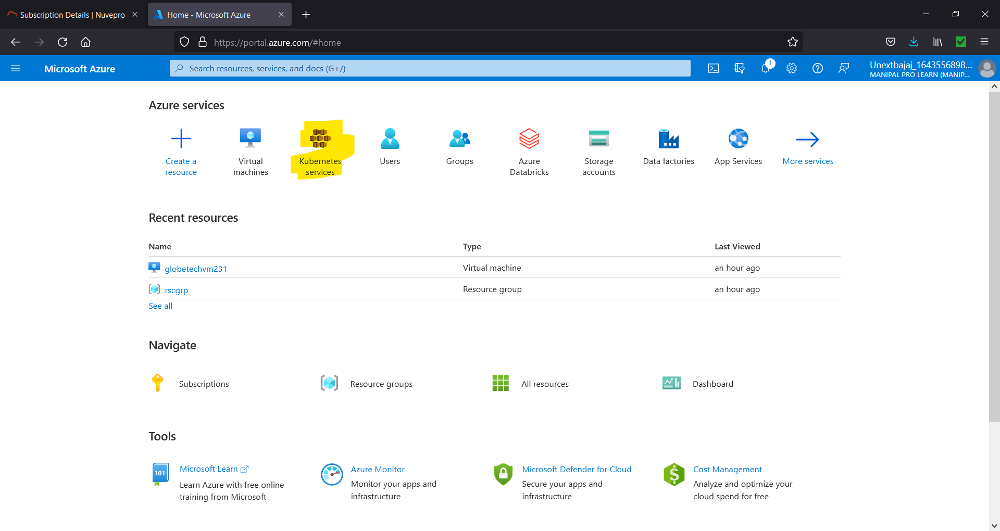 Subscription Details | Nuvepro
Home - Microsoft Azure
https://portal.azure.com/#home
Microsoft Azure
Search resources, services, and docs (G+/)
1
Unextbajaj_1643556898...
MANIPAL PRO LEARN (MANIP...
Azure services
Create a
resource
Virtual
machines
Kubernetes
services
Users
Groups
Azure
Databricks
Storage
accounts
Data factories
App Services
More services
Recent resources
Name Type Last Viewed
globetechvm231 Virtual machine an hour ago
rscgrp Resource group an hour ago
See all
Navigate
Subscriptions
Resource groups
All resources
Dashboard
Tools
101
Microsoft Learn
Learn Azure with free online
training from Microsoft
Azure Monitor
Monitor your apps and
infrastructure
Microsoft Defender for Cloud
Secure your apps and
infrastructure
$
Cost Management
Analyze and optimize your
cloud spend for free